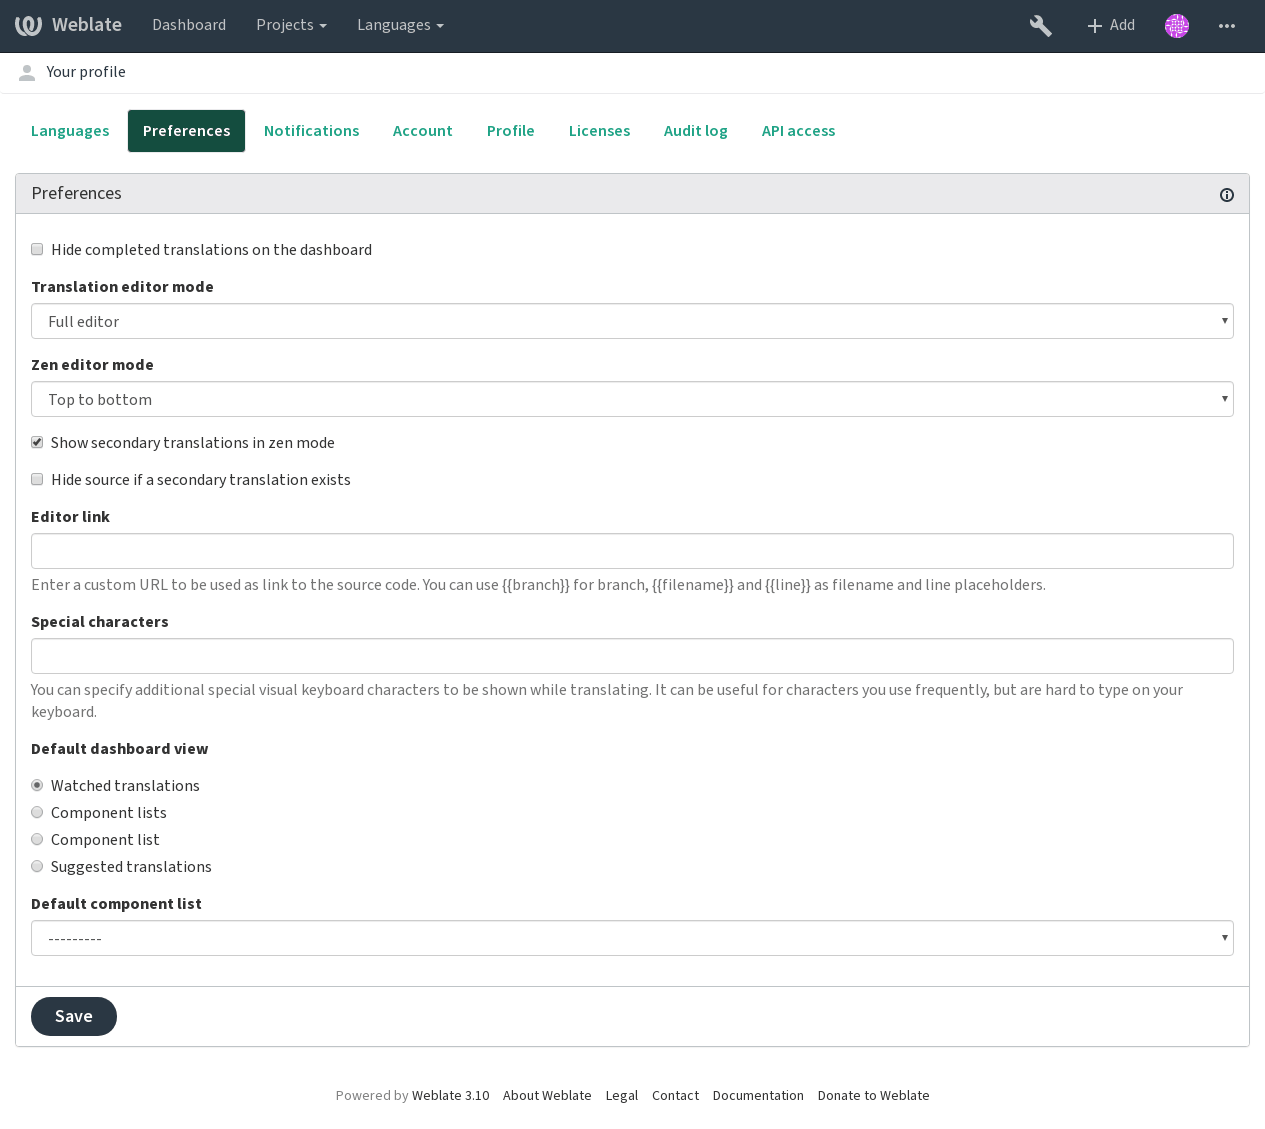 Weblate Dashboard Projects Languages Add
Your profile
Languages Preferences Notifications Account Profile Licenses Audit log API access
Preferences
Hide completed translations on the dashboard
Translation editor mode
Full editor
Zen editor mode
Top to bottom
Show secondary translations in zen mode
Hide source if a secondary translation exists
Editor link
Enter a custom URL to be used as link to the source code. You can use {{branch}} for branch, {{filename}} and {{line}} as filename and line placeholders.
Special characters
You can specify additional special visual keyboard characters to be shown while translating. It can be useful for characters you use frequently, but are hard to type on your
keyboard.
Default dashboard view
Watched translations
Component lists
Component list
Suggested translations
Default component list
---------
Save
Powered by Weblate 3.10 About Weblate Legal Contact Documentation Donate to Weblate